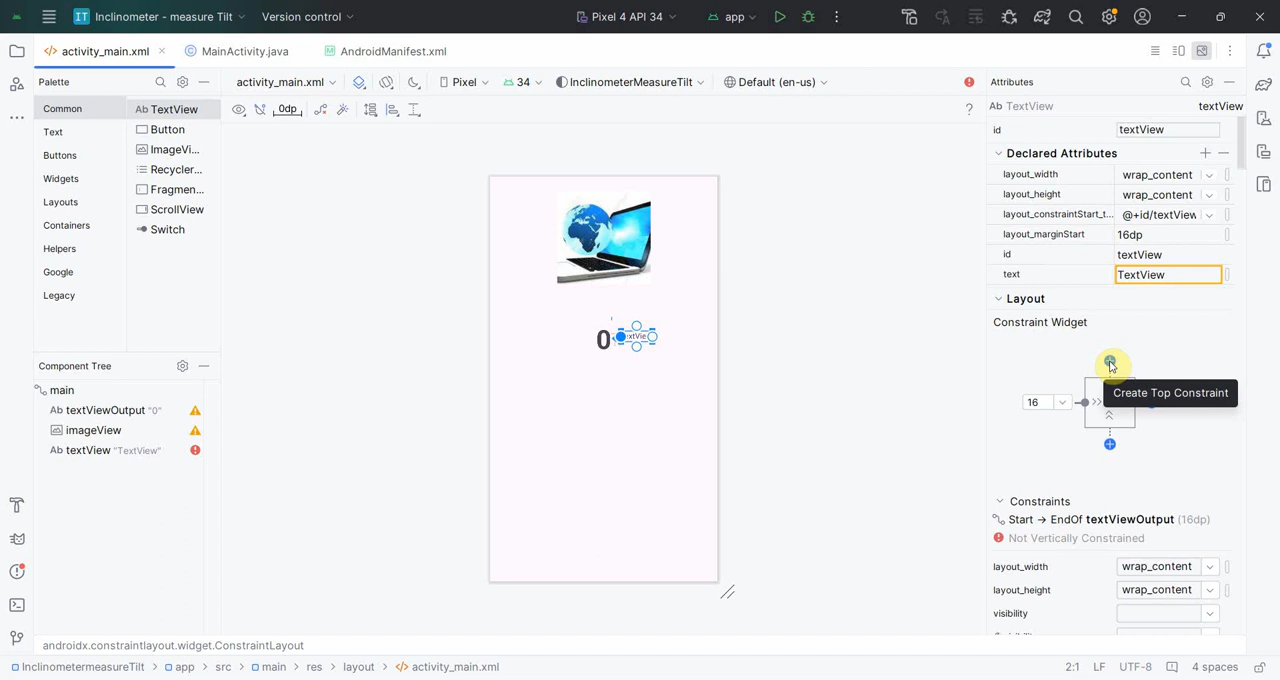 IT Inclinometer - measure Tilt Version control Pixel 4 API 34 app
activity_main.xml MainActivity.java AndroidManifest.xml
Palette activity_main.xml Pixel 34 InclinometerMeasureTilt Default (en-us) Attributes
0dp ?
Common
Text
Buttons
Widgets
Layouts
Containers
Helpers
Google
Legacy
Ab TextView
Button
ImageVi...
Recycler...
Fragmen...
ScrollView
Switch
0
Component Tree
main
Ab textViewOutput "0"
imageView
Ab textView "TextView"
Ab TextView textView
id textView
Declared Attributes
layout_width wrap_content
layout_height wrap_content
layout_constraintStart_t... @+id/textView
layout_marginStart 16dp
id textView
text TextView
Layout
Constraint Widget
Create Top Constraint
16
Constraints
Start → EndOf textViewOutput (16dp)
Not Vertically Constrained
layout_width wrap_content
layout_height wrap_content
visibility
androidx.constraintlayout.widget.ConstraintLayout
InclinometermeasureTilt > app > src > main > res > layout > activity_main.xml
2:1 LF UTF-8 4 spaces